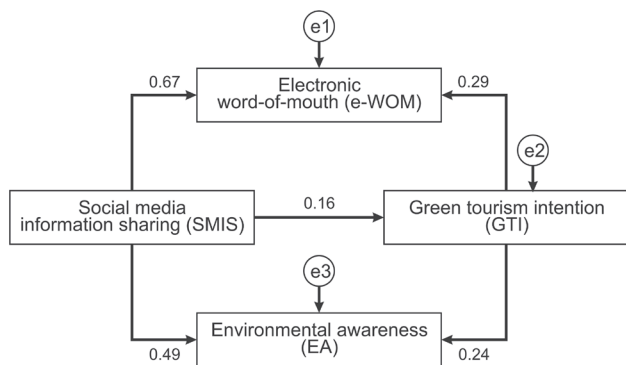 e1
0.67
Electronic
word-of-mouth (e-WOM)
0.29
e2
Social media
information sharing (SMIS)
0.16
Green tourism intention
(GTI)
e3
0.49
Environmental awareness
(EA)
0.24